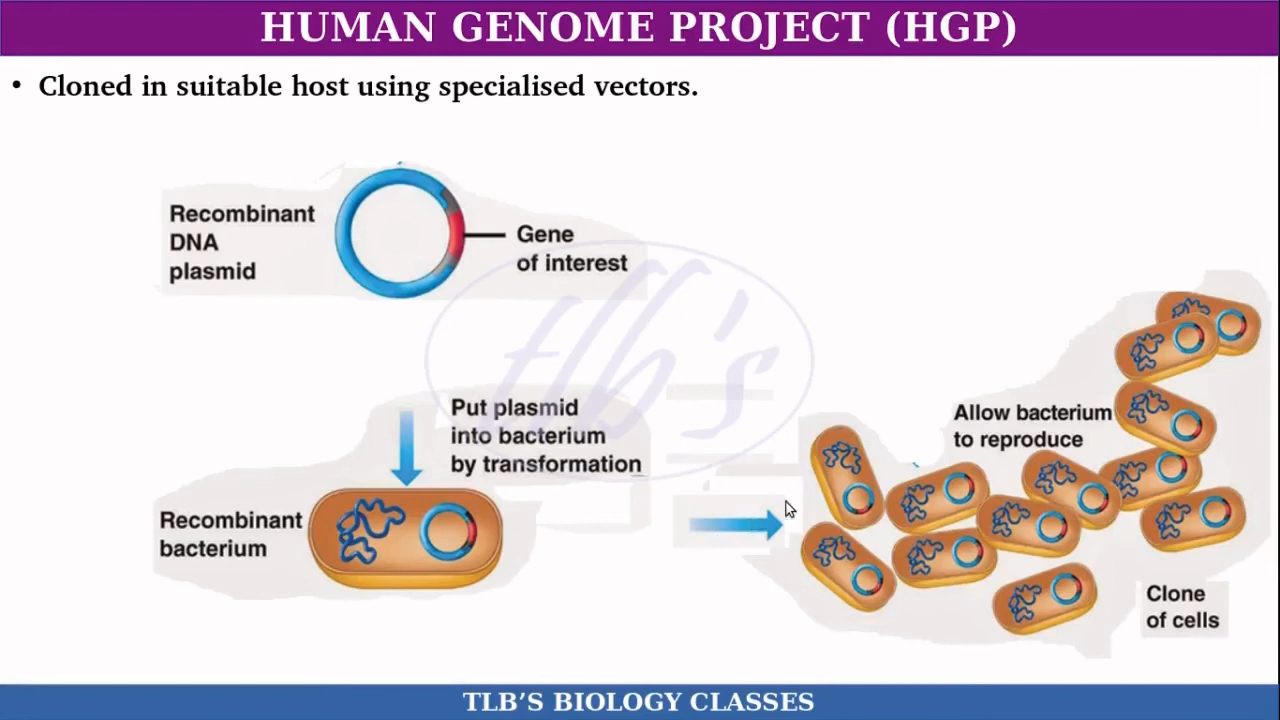 HUMAN GENOME PROJECT (HGP)
• Cloned in suitable host using specialised vectors.
Recombinant
DNA
plasmid
Gene
of interest
tlb's
Put plasmid
into bacterium
by transformation
Recombinant
bacterium
Allow bacterium
to reproduce
Clone
of cells
TLB'S BIOLOGY CLASSES